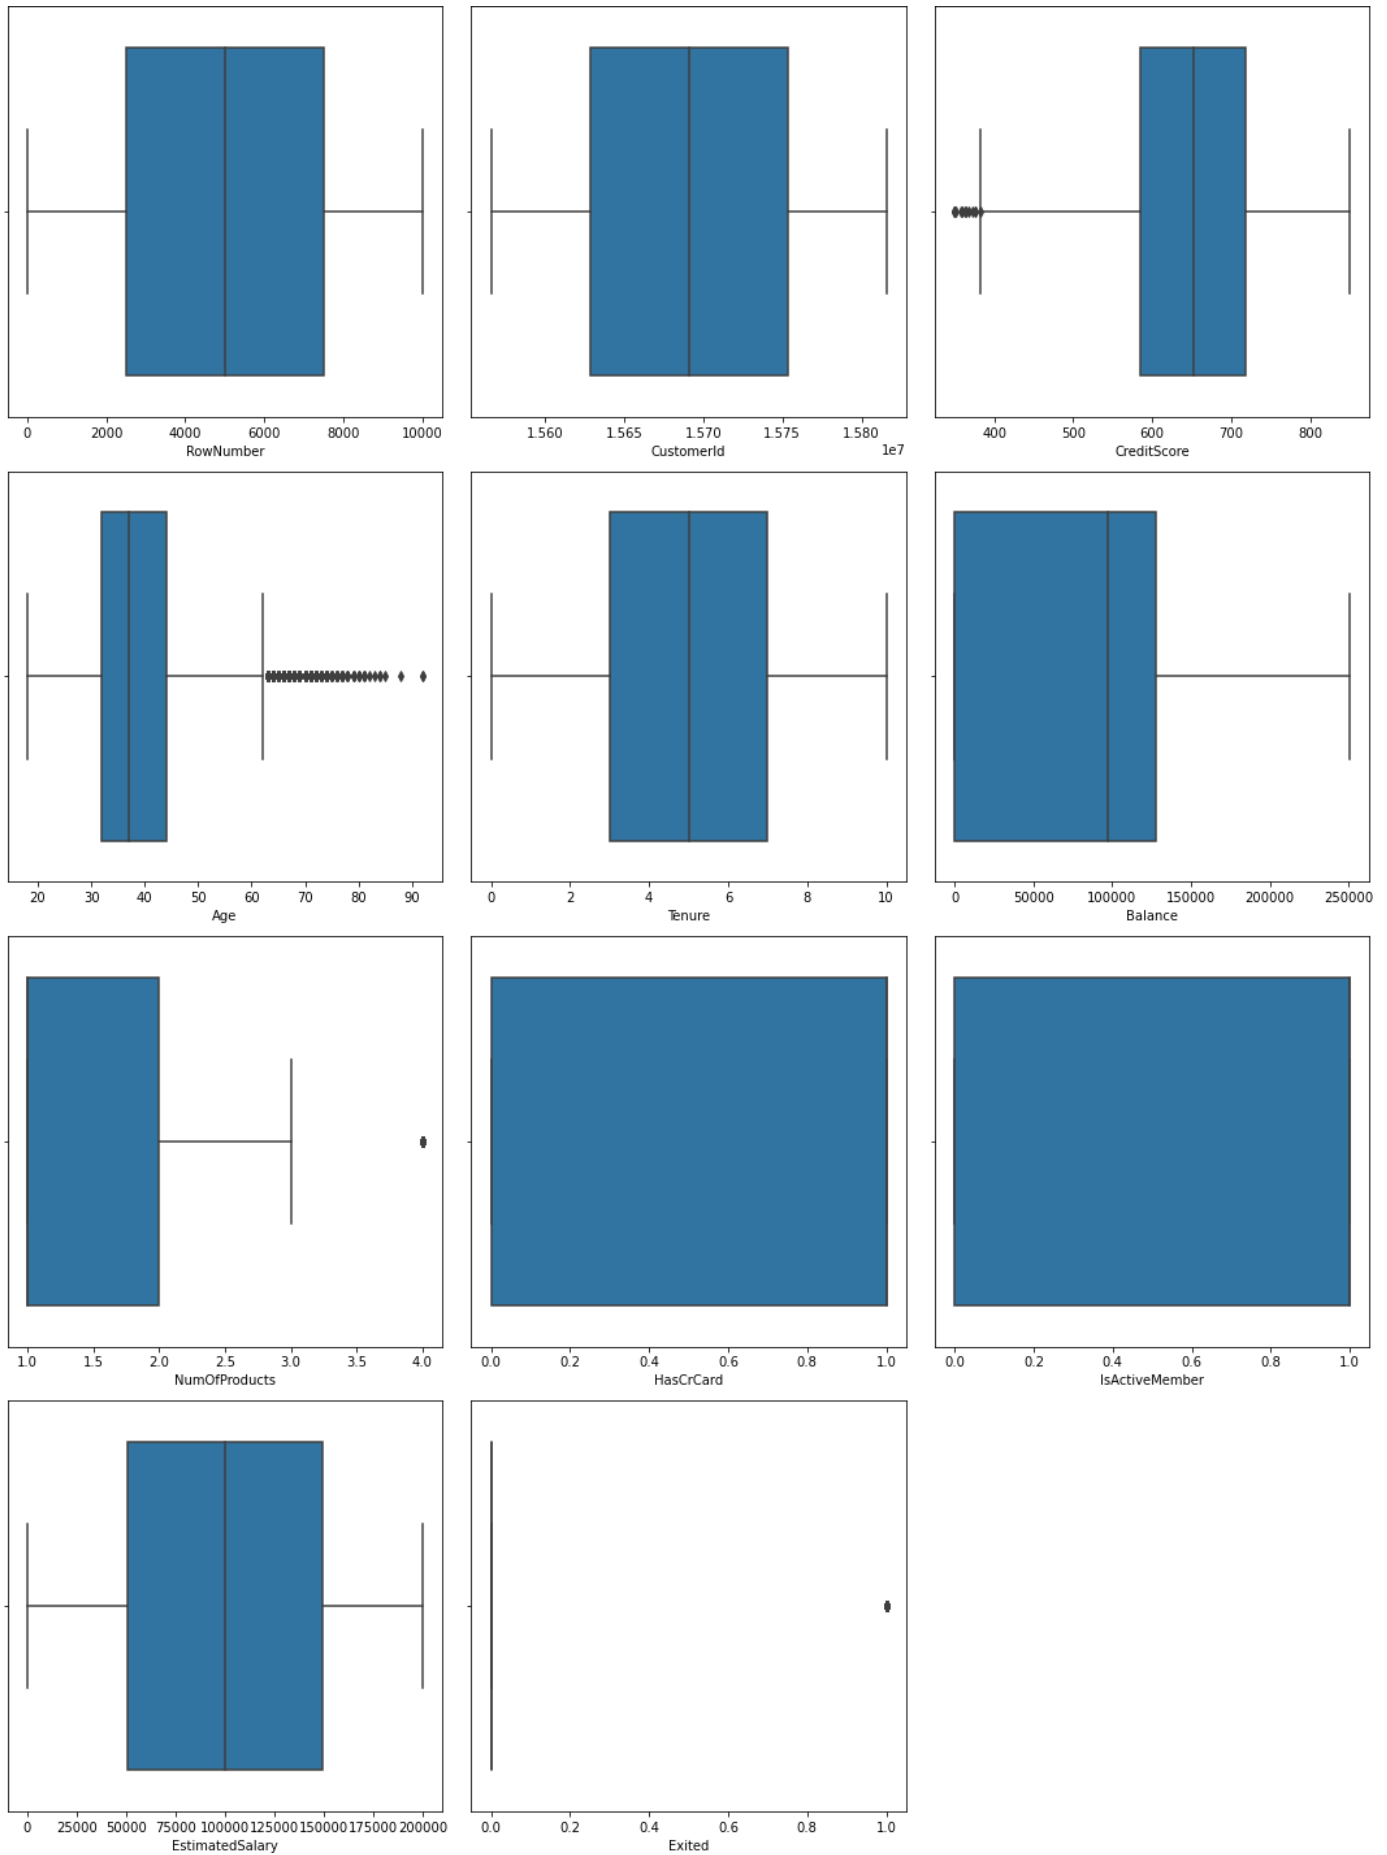 0 2000 4000 6000 8000 10000
RowNumber
1.560 1.565 1.570 1.575 1.580
1e7
CustomerId
400 500 600 700 800
CreditScore
20 30 40 50 60 70 80 90
Age
0 2 4 6 8 10
Tenure
0 50000 100000 150000 200000 250000
Balance
1.0 1.5 2.0 2.5 3.0 3.5 4.0
NumOfProducts
0.0 0.2 0.4 0.6 0.8 1.0
HasCrCard
0.0 0.2 0.4 0.6 0.8 1.0
IsActiveMember
0 25000 50000 75000 100000 125000 150000 175000 200000
EstimatedSalary
0.0 0.2 0.4 0.6 0.8 1.0
Exited